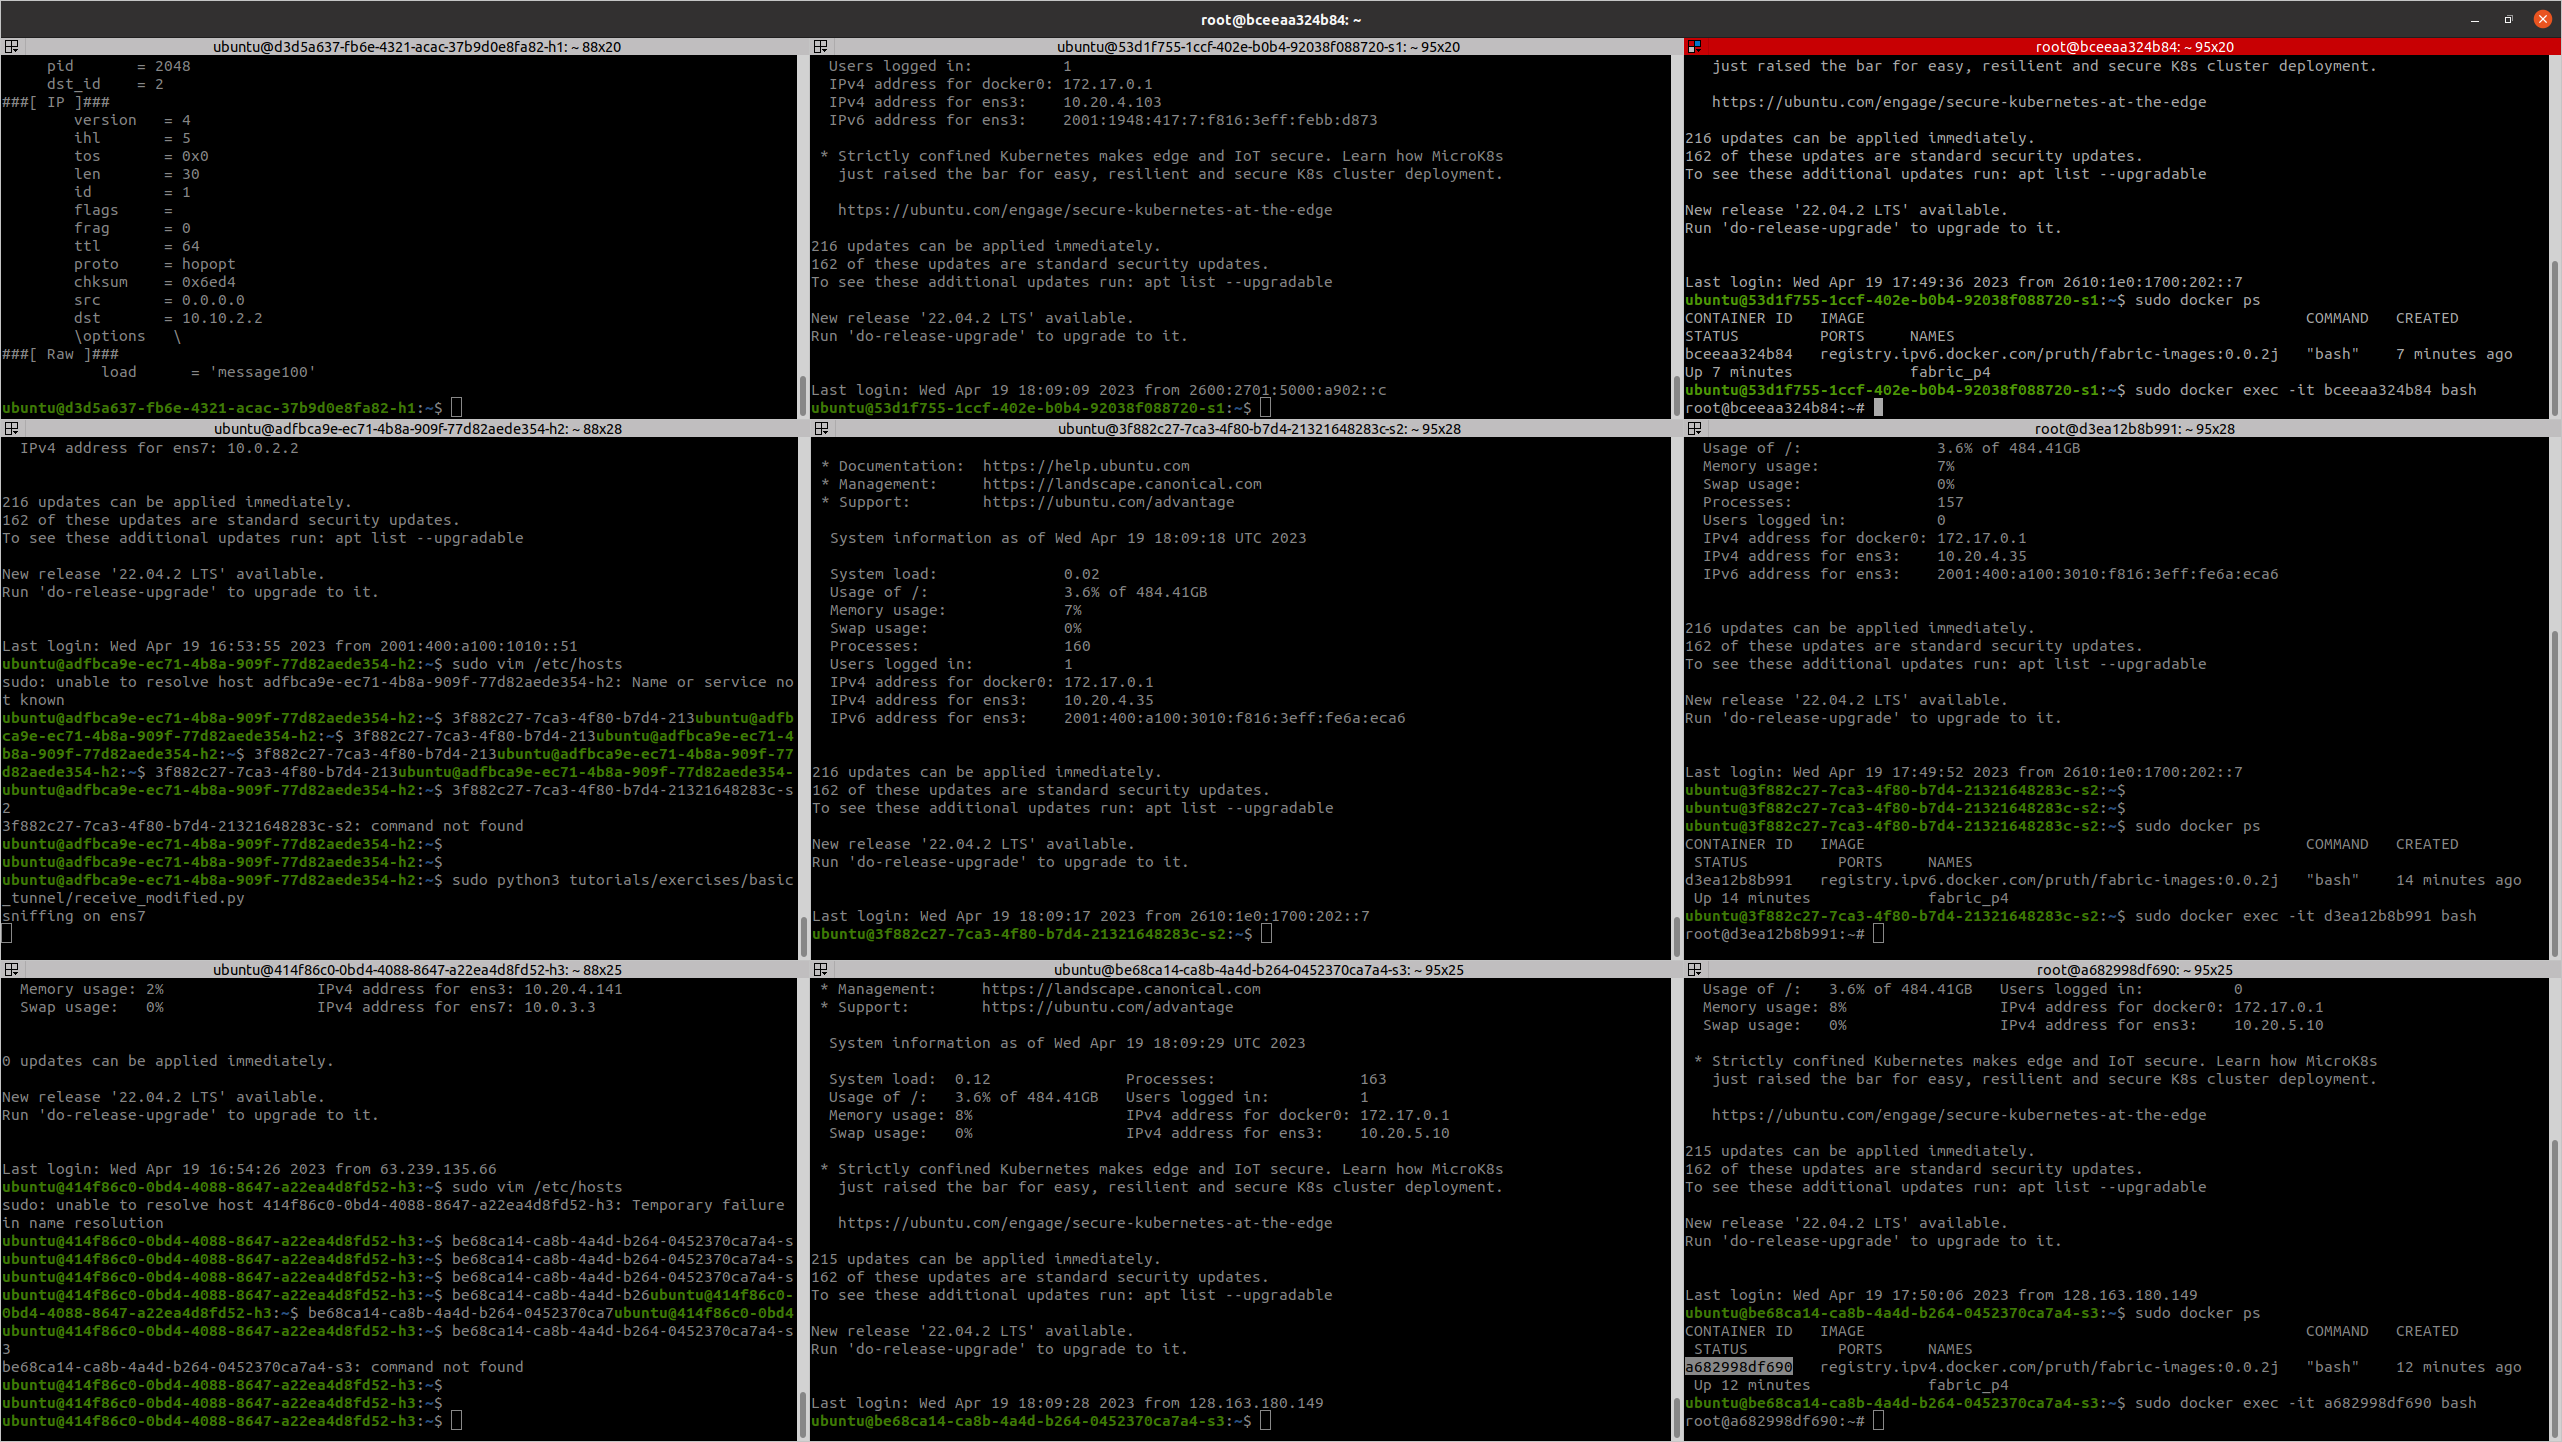 root@bceeaa324b84: ~
ubuntu@d3d5a637-fb6e-4321-acac-37b9d0e8fa82-h1: ~ 88x20
pid       = 2048
dst_id    = 2
###[ IP ]###
version   = 4
ihl       = 5
tos       = 0x0
len       = 30
id        = 1
flags     =
frag      = 0
ttl       = 64
proto     = hopopt
chksum    = 0x6ed4
src       = 0.0.0.0
dst       = 10.10.2.2
\options   \
###[ Raw ]###
load      = 'message100'
ubuntu@d3d5a637-fb6e-4321-acac-37b9d0e8fa82-h1:~$
ubuntu@53d1f755-1ccf-402e-b0b4-92038f088720-s1: ~ 95x20
Users logged in:          1
IPv4 address for docker0: 172.17.0.1
IPv4 address for ens3:    10.20.4.103
IPv6 address for ens3:    2001:1948:417:7:f816:3eff:febb:d873
* Strictly confined Kubernetes makes edge and IoT secure. Learn how MicroK8s
just raised the bar for easy, resilient and secure K8s cluster deployment.
https://ubuntu.com/engage/secure-kubernetes-at-the-edge
216 updates can be applied immediately.
162 of these updates are standard security updates.
To see these additional updates run: apt list --upgradable
New release '22.04.2 LTS' available.
Run 'do-release-upgrade' to upgrade to it.
Last login: Wed Apr 19 18:09:09 2023 from 2600:2701:5000:a902::c
ubuntu@53d1f755-1ccf-402e-b0b4-92038f088720-s1:~$
root@bceeaa324b84: ~ 95x20
just raised the bar for easy, resilient and secure K8s cluster deployment.
https://ubuntu.com/engage/secure-kubernetes-at-the-edge
216 updates can be applied immediately.
162 of these updates are standard security updates.
To see these additional updates run: apt list --upgradable
New release '22.04.2 LTS' available.
Run 'do-release-upgrade' to upgrade to it.
Last login: Wed Apr 19 17:49:36 2023 from 2610:1e0:1700:202::7
ubuntu@53d1f755-1ccf-402e-b0b4-92038f088720-s1:~$ sudo docker ps
CONTAINER ID   IMAGE   COMMAND   CREATED
STATUS         PORTS     NAMES
bceeaa324b84   registry.ipv6.docker.com/pruth/fabric-images:0.0.2j   "bash"    7 minutes ago
Up 7 minutes             fabric_p4
ubuntu@53d1f755-1ccf-402e-b0b4-92038f088720-s1:~$ sudo docker exec -it bceeaa324b84 bash
root@bceeaa324b84:~#
ubuntu@adfbca9e-ec71-4b8a-909f-77d82aede354-h2: ~ 88x28
IPv4 address for ens7: 10.0.2.2
216 updates can be applied immediately.
162 of these updates are standard security updates.
To see these additional updates run: apt list --upgradable
New release '22.04.2 LTS' available.
Run 'do-release-upgrade' to upgrade to it.
Last login: Wed Apr 19 16:53:55 2023 from 2001:400:a100:1010::51
ubuntu@adfbca9e-ec71-4b8a-909f-77d82aede354-h2:~$ sudo vim /etc/hosts
sudo: unable to resolve host adfbca9e-ec71-4b8a-909f-77d82aede354-h2: Name or service no
t known
ubuntu@adfbca9e-ec71-4b8a-909f-77d82aede354-h2:~$ 3f882c27-7ca3-4f80-b7d4-213ubuntu@adfb
ca9e-ec71-4b8a-909f-77d82aede354-h2:~$ 3f882c27-7ca3-4f80-b7d4-213ubuntu@adfbca9e-ec71-4
b8a-909f-77d82aede354-h2:~$ 3f882c27-7ca3-4f80-b7d4-213ubuntu@adfbca9e-ec71-4b8a-909f-77
d82aede354-h2:~$ 3f882c27-7ca3-4f80-b7d4-213ubuntu@adfbca9e-ec71-4b8a-909f-77d82aede354-
ubuntu@adfbca9e-ec71-4b8a-909f-77d82aede354-h2:~$ 3f882c27-7ca3-4f80-b7d4-21321648283c-s
2
3f882c27-7ca3-4f80-b7d4-21321648283c-s2: command not found
ubuntu@adfbca9e-ec71-4b8a-909f-77d82aede354-h2:~$
ubuntu@adfbca9e-ec71-4b8a-909f-77d82aede354-h2:~$
ubuntu@adfbca9e-ec71-4b8a-909f-77d82aede354-h2:~$ sudo python3 tutorials/exercises/basic
_tunnel/receive_modified.py
sniffing on ens7
ubuntu@3f882c27-7ca3-4f80-b7d4-21321648283c-s2: ~ 95x28
* Documentation:  https://help.ubuntu.com
* Management:     https://landscape.canonical.com
* Support:        https://ubuntu.com/advantage
System information as of Wed Apr 19 18:09:18 UTC 2023
System load:              0.02
Usage of /:               3.6% of 484.41GB
Memory usage:             7%
Swap usage:               0%
Processes:                160
Users logged in:          1
IPv4 address for docker0: 172.17.0.1
IPv4 address for ens3:    10.20.4.35
IPv6 address for ens3:    2001:400:a100:3010:f816:3eff:fe6a:eca6
216 updates can be applied immediately.
162 of these updates are standard security updates.
To see these additional updates run: apt list --upgradable
New release '22.04.2 LTS' available.
Run 'do-release-upgrade' to upgrade to it.
Last login: Wed Apr 19 18:09:17 2023 from 2610:1e0:1700:202::7
ubuntu@3f882c27-7ca3-4f80-b7d4-21321648283c-s2:~$
root@d3ea12b8b991: ~ 95x28
Usage of /:               3.6% of 484.41GB
Memory usage:             7%
Swap usage:               0%
Processes:                157
Users logged in:          0
IPv4 address for docker0: 172.17.0.1
IPv4 address for ens3:    10.20.4.35
IPv6 address for ens3:    2001:400:a100:3010:f816:3eff:fe6a:eca6
216 updates can be applied immediately.
162 of these updates are standard security updates.
To see these additional updates run: apt list --upgradable
New release '22.04.2 LTS' available.
Run 'do-release-upgrade' to upgrade to it.
Last login: Wed Apr 19 17:49:52 2023 from 2610:1e0:1700:202::7
ubuntu@3f882c27-7ca3-4f80-b7d4-21321648283c-s2:~$
ubuntu@3f882c27-7ca3-4f80-b7d4-21321648283c-s2:~$
ubuntu@3f882c27-7ca3-4f80-b7d4-21321648283c-s2:~$ sudo docker ps
CONTAINER ID   IMAGE   COMMAND   CREATED
STATUS          PORTS     NAMES
d3ea12b8b991   registry.ipv6.docker.com/pruth/fabric-images:0.0.2j   "bash"    14 minutes ago
Up 14 minutes             fabric_p4
ubuntu@3f882c27-7ca3-4f80-b7d4-21321648283c-s2:~$ sudo docker exec -it d3ea12b8b991 bash
root@d3ea12b8b991:~#
ubuntu@414f86c0-0bd4-4088-8647-a22ea4d8fd52-h3: ~ 88x25
Memory usage: 2%                 IPv4 address for ens3: 10.20.4.141
Swap usage:   0%                 IPv4 address for ens7: 10.0.3.3
0 updates can be applied immediately.
New release '22.04.2 LTS' available.
Run 'do-release-upgrade' to upgrade to it.
Last login: Wed Apr 19 16:54:26 2023 from 63.239.135.66
ubuntu@414f86c0-0bd4-4088-8647-a22ea4d8fd52-h3:~$ sudo vim /etc/hosts
sudo: unable to resolve host 414f86c0-0bd4-4088-8647-a22ea4d8fd52-h3: Temporary failure
in name resolution
ubuntu@414f86c0-0bd4-4088-8647-a22ea4d8fd52-h3:~$ be68ca14-ca8b-4a4d-b264-0452370ca7a4-s
ubuntu@414f86c0-0bd4-4088-8647-a22ea4d8fd52-h3:~$ be68ca14-ca8b-4a4d-b264-0452370ca7a4-s
ubuntu@414f86c0-0bd4-4088-8647-a22ea4d8fd52-h3:~$ be68ca14-ca8b-4a4d-b264-0452370ca7a4-s
ubuntu@414f86c0-0bd4-4088-8647-a22ea4d8fd52-h3:~$ be68ca14-ca8b-4a4d-b26ubuntu@414f86c0-
0bd4-4088-8647-a22ea4d8fd52-h3:~$ be68ca14-ca8b-4a4d-b264-0452370ca7ubuntu@414f86c0-0bd4
ubuntu@414f86c0-0bd4-4088-8647-a22ea4d8fd52-h3:~$ be68ca14-ca8b-4a4d-b264-0452370ca7a4-s
3
be68ca14-ca8b-4a4d-b264-0452370ca7a4-s3: command not found
ubuntu@414f86c0-0bd4-4088-8647-a22ea4d8fd52-h3:~$
ubuntu@414f86c0-0bd4-4088-8647-a22ea4d8fd52-h3:~$
ubuntu@414f86c0-0bd4-4088-8647-a22ea4d8fd52-h3:~$
ubuntu@be68ca14-ca8b-4a4d-b264-0452370ca7a4-s3: ~ 95x25
* Management:     https://landscape.canonical.com
* Support:        https://ubuntu.com/advantage
System information as of Wed Apr 19 18:09:29 UTC 2023
System load:  0.12               Processes:                163
Usage of /:   3.6% of 484.41GB   Users logged in:          1
Memory usage: 8%                 IPv4 address for docker0: 172.17.0.1
Swap usage:   0%                 IPv4 address for ens3:    10.20.5.10
* Strictly confined Kubernetes makes edge and IoT secure. Learn how MicroK8s
just raised the bar for easy, resilient and secure K8s cluster deployment.
https://ubuntu.com/engage/secure-kubernetes-at-the-edge
215 updates can be applied immediately.
162 of these updates are standard security updates.
To see these additional updates run: apt list --upgradable
New release '22.04.2 LTS' available.
Run 'do-release-upgrade' to upgrade to it.
Last login: Wed Apr 19 18:09:28 2023 from 128.163.180.149
ubuntu@be68ca14-ca8b-4a4d-b264-0452370ca7a4-s3:~$
root@a682998df690: ~ 95x25
Usage of /:   3.6% of 484.41GB   Users logged in:          0
Memory usage: 8%                 IPv4 address for docker0: 172.17.0.1
Swap usage:   0%                 IPv4 address for ens3:    10.20.5.10
* Strictly confined Kubernetes makes edge and IoT secure. Learn how MicroK8s
just raised the bar for easy, resilient and secure K8s cluster deployment.
https://ubuntu.com/engage/secure-kubernetes-at-the-edge
215 updates can be applied immediately.
162 of these updates are standard security updates.
To see these additional updates run: apt list --upgradable
New release '22.04.2 LTS' available.
Run 'do-release-upgrade' to upgrade to it.
Last login: Wed Apr 19 17:50:06 2023 from 128.163.180.149
ubuntu@be68ca14-ca8b-4a4d-b264-0452370ca7a4-s3:~$ sudo docker ps
CONTAINER ID   IMAGE   COMMAND   CREATED
STATUS          PORTS     NAMES
a682998df690   registry.ipv4.docker.com/pruth/fabric-images:0.0.2j   "bash"    12 minutes ago
Up 12 minutes             fabric_p4
ubuntu@be68ca14-ca8b-4a4d-b264-0452370ca7a4-s3:~$ sudo docker exec -it a682998df690 bash
root@a682998df690:~#